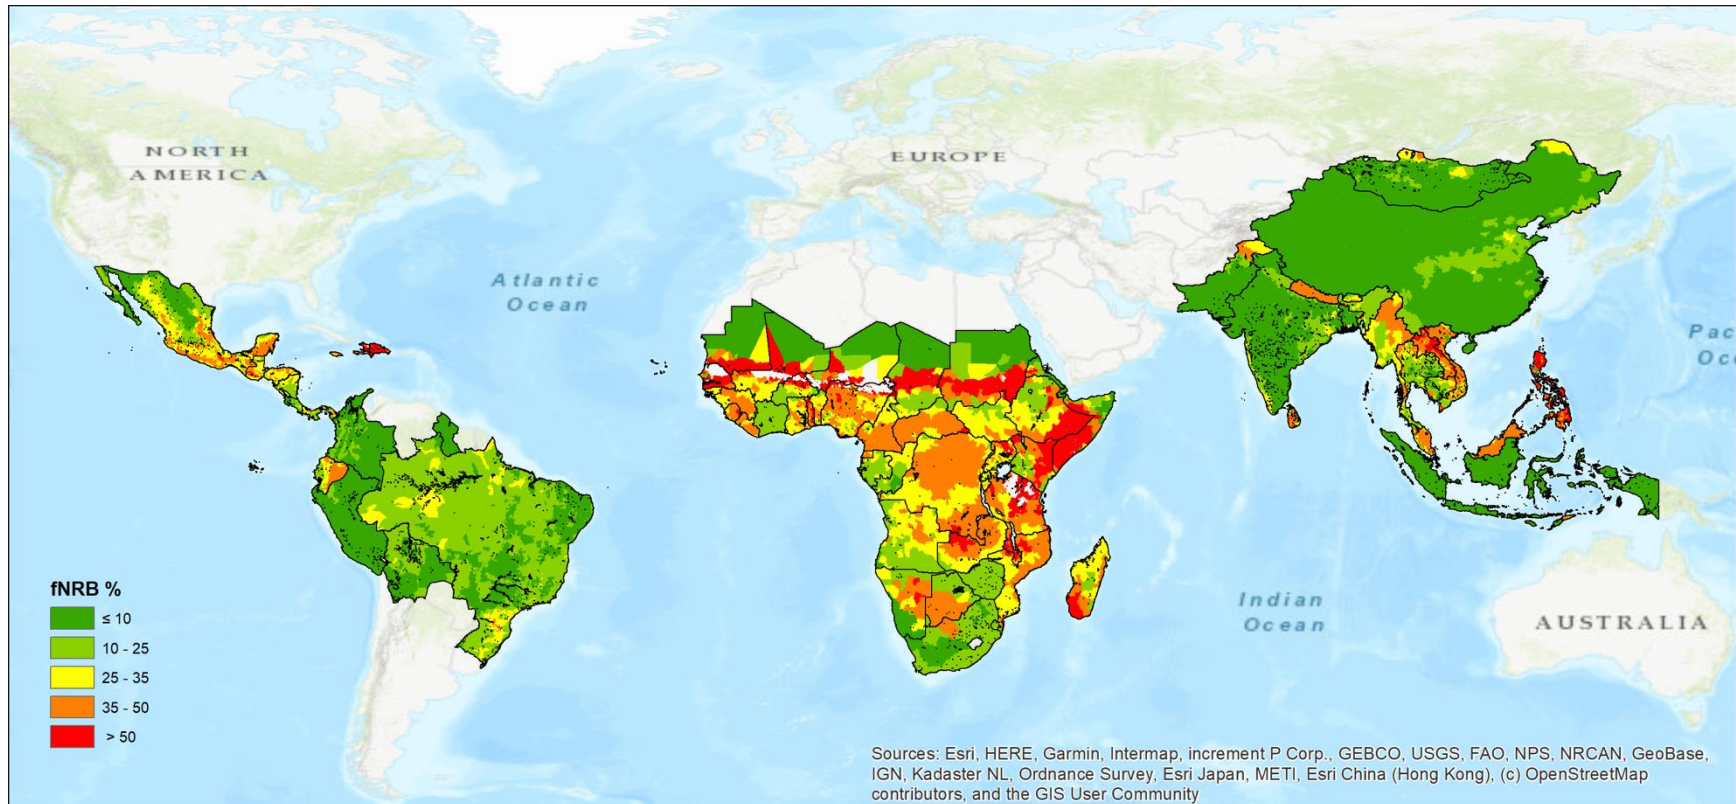 NORTH
AMERICA
EUROPE
Atlantic
Ocean
Pac
Oc
Indian
Ocean
AUSTRALIA
fNRB %
≤ 10
10 - 25
25 - 35
35 - 50
> 50
Sources: Esri, HERE, Garmin, Intermap, increment P Corp., GEBCO, USGS, FAO, NPS, NRCAN, GeoBase,
IGN, Kadaster NL, Ordnance Survey, Esri Japan, METI, Esri China (Hong Kong), (c) OpenStreetMap
contributors, and the GIS User Community